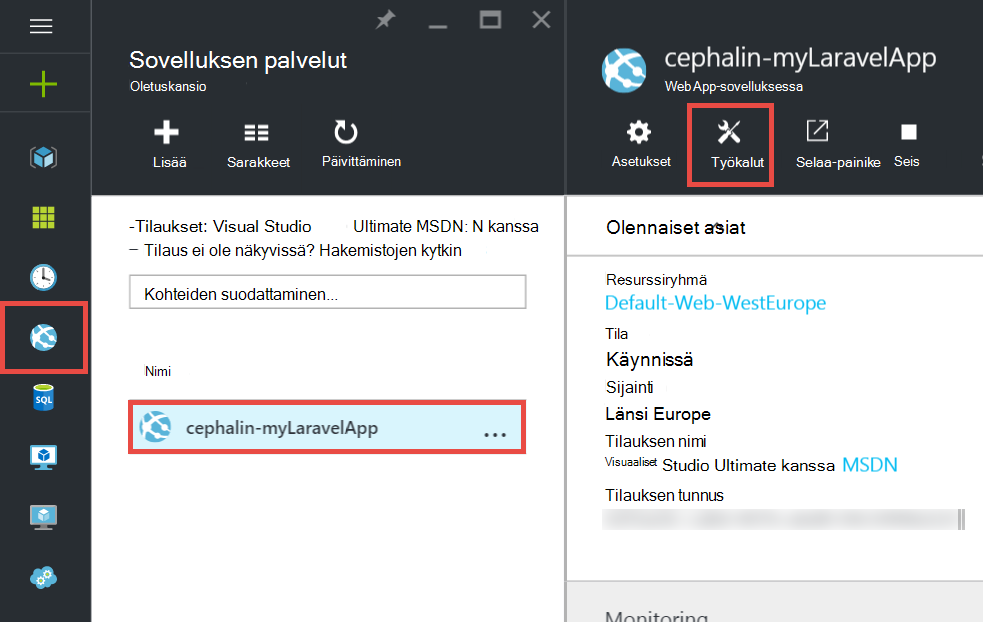 Sovelluksen palvelut
Oletuskansio
Lisää
Sarakkeet
Päivittäminen
-Tilaukset: Visual Studio Ultimate MSDN: N kanssa
– Tilaus ei ole näkyvissä? Hakemistojen kytkin
Kohteiden suodattaminen...
Nimi
cephalin-myLaravelApp
...
SQL
cephalin-myLaravelApp
Web App-sovelluksessa
Asetukset
Työkalut
Selaa-painike
Seis
Olennaiset asiat
Resurssiryhmä
Default-Web-WestEurope
Tila
Käynnissä
Sijainti
Länsi Europe
Tilauksen nimi
Visuaaliset Studio Ultimate kanssa MSDN
Tilauksen tunnus
Monitoring